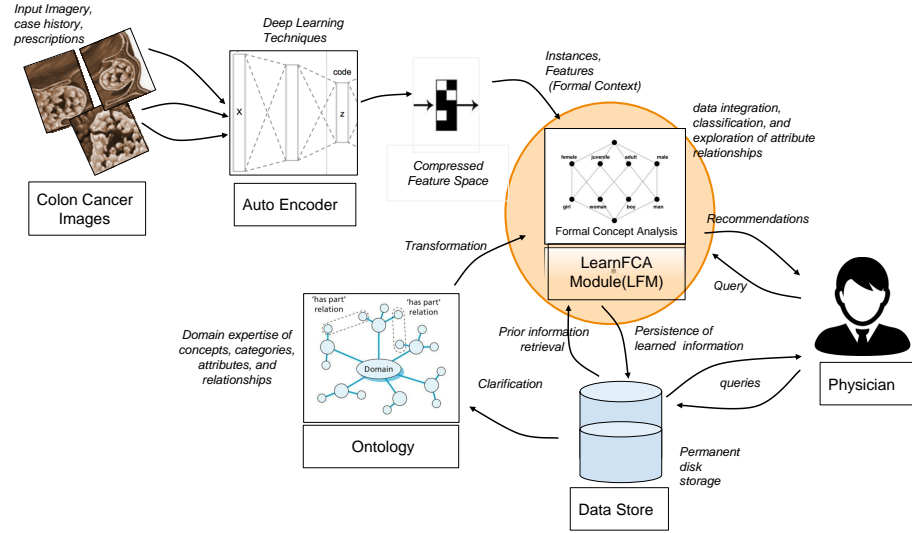 Input Imagery,
case history,
prescriptions
Colon Cancer
Images
Deep Learning
Techniques
code
X
z
Auto Encoder
Compressed
Feature Space
Instances,
Features
(Formal Context)
data integration,
classification, and
exploration of attribute
relationships
female juvenile adult male
girl woman boy man
Formal Concept Analysis
LearnFCA
Module(LFM)
Recommendations
Query
Physician
Transformation
'has part'
relation
'has part'
relation
Domain
Domain expertise of
concepts, categories,
attributes, and
relationships
Ontology
Clarification
Prior information
retrieval
Persistence of
learned information
queries
Permanent
disk
storage
Data Store